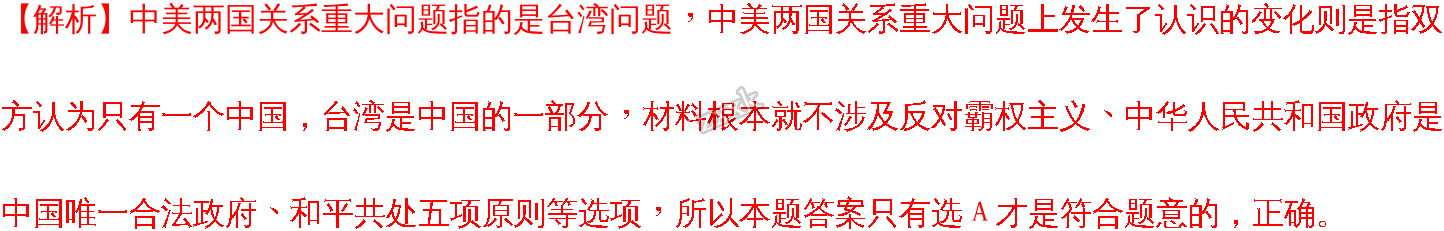 【解析】中美两国关系重大问题指的是台湾问题，中美两国关系重大问题上发生了认识的变化则是指双
方认为只有一个中国，台湾是中国的一部分，材料根本就不涉及反对霸权主义、中华人民共和国政府是
中国唯一合法政府、和平共处五项原则等选项，所以本题答案只有选 A 才是符合题意的，正确。